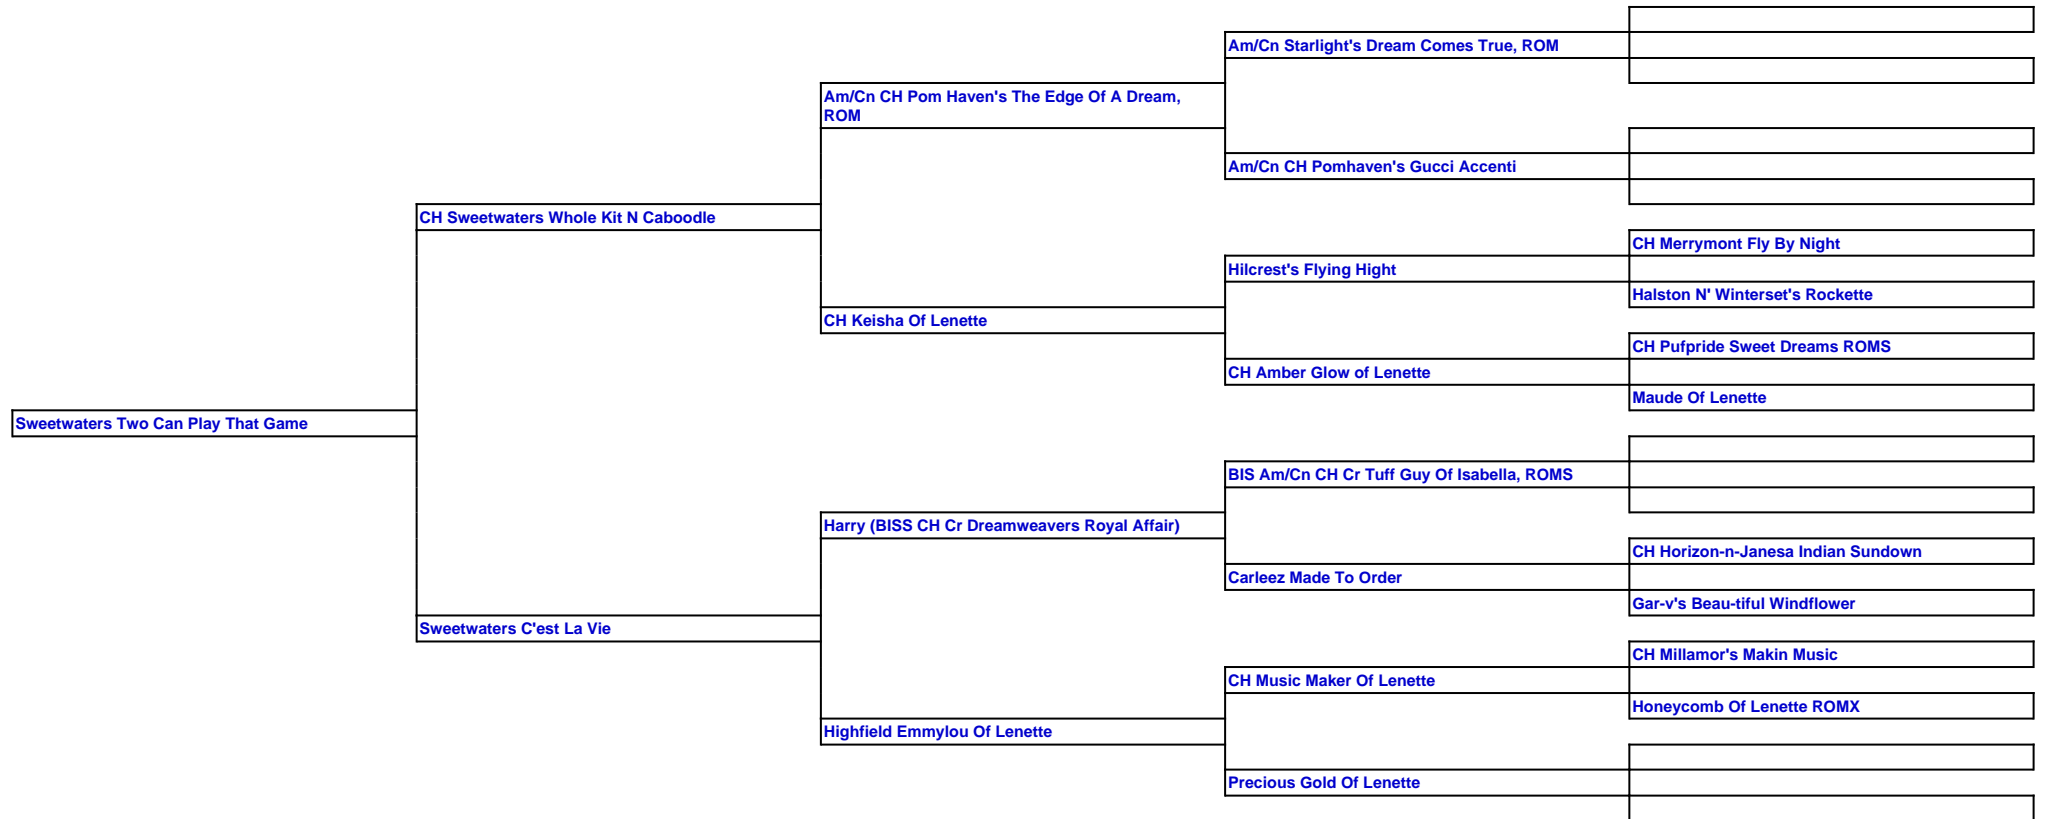 Am/Cn Starlight's Dream Comes True, ROM
Am/Cn CH Pom Haven's The Edge Of A Dream,
ROM
Am/Cn CH Pomhaven's Gucci Accenti
CH Sweetwaters Whole Kit N Caboodle
CH Merrymont Fly By Night
Hilcrest's Flying Hight
Halston N' Winterset's Rockette
CH Keisha Of Lenette
CH Pufpride Sweet Dreams ROMS
CH Amber Glow of Lenette
Maude Of Lenette
Sweetwaters Two Can Play That Game
BIS Am/Cn CH Cr Tuff Guy Of Isabella, ROMS
Harry (BISS CH Cr Dreamweavers Royal Affair)
CH Horizon-n-Janesa Indian Sundown
Carleez Made To Order
Gar-v's Beau-tiful Windflower
Sweetwaters C'est La Vie
CH Millamor's Makin Music
CH Music Maker Of Lenette
Honeycomb Of Lenette ROMX
Highfield Emmylou Of Lenette
Precious Gold Of Lenette